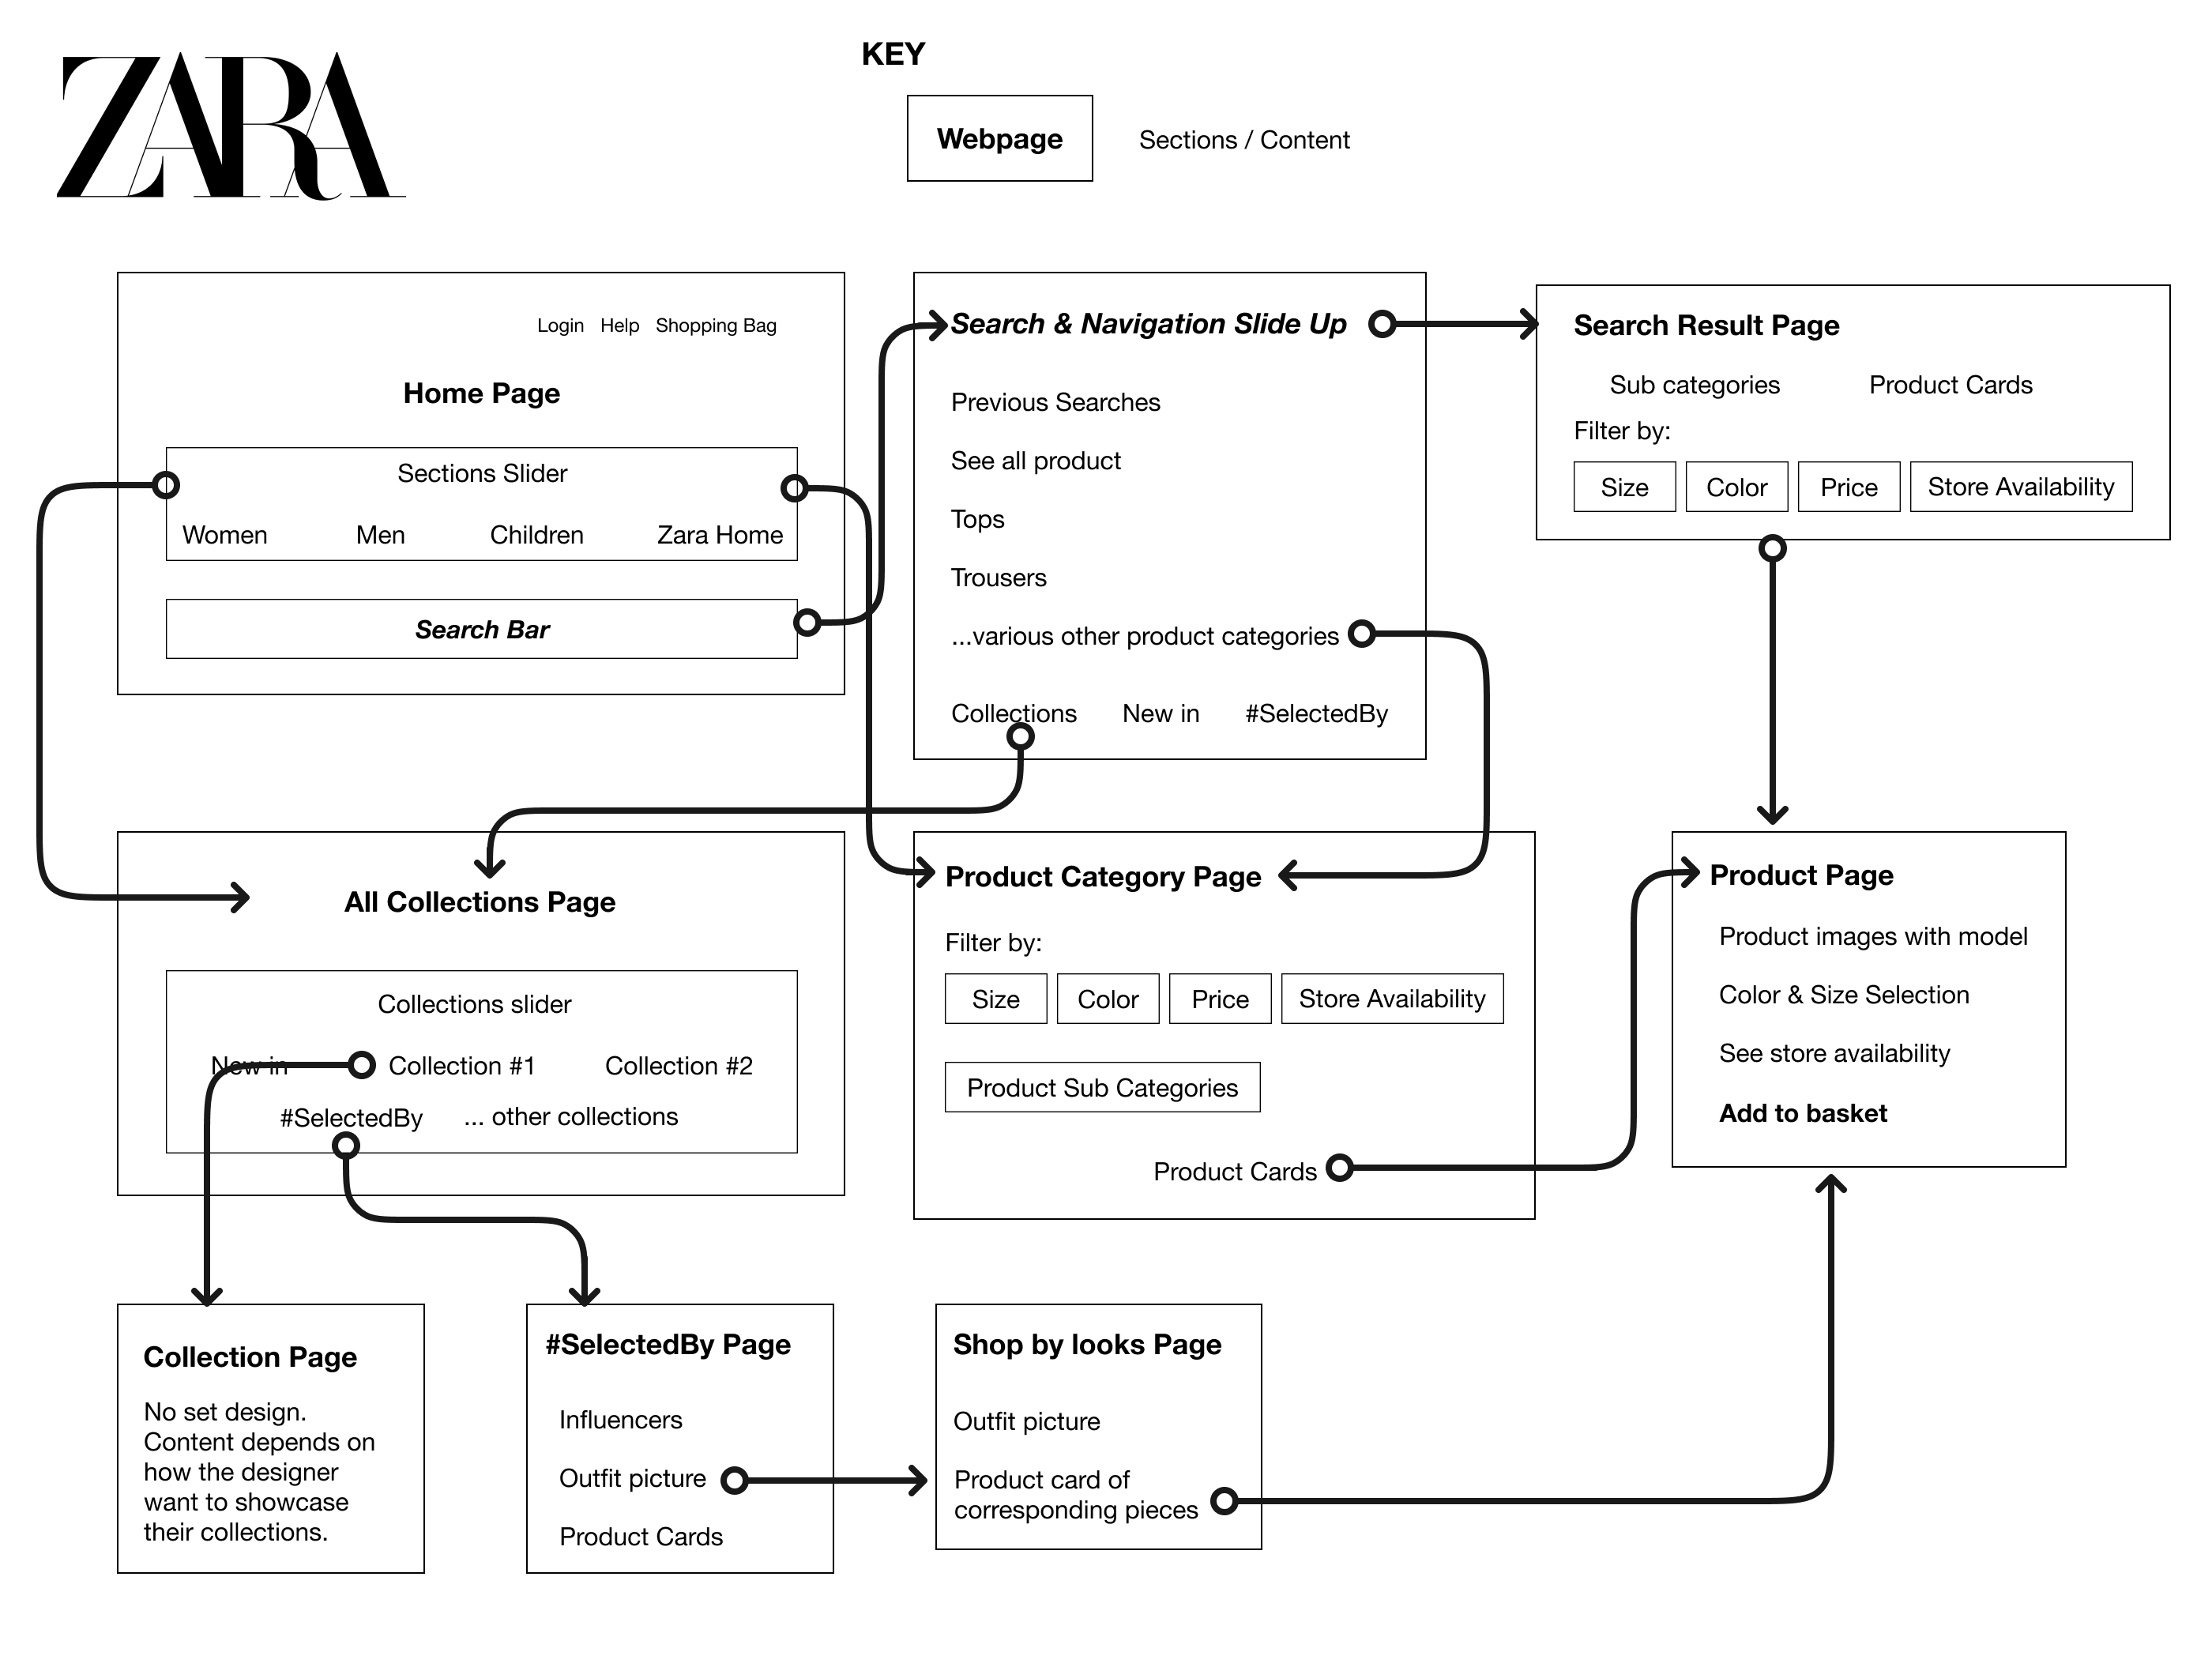 ZARA
KEY
Webpage
Sections / Content
Login Help Shopping Bag
Home Page
Sections Slider
Women Men Children Zara Home
Search Bar
Search & Navigation Slide Up
Previous Searches
See all product
Tops
Trousers
...various other product categories
Collections New in #SelectedBy
Search Result Page
Sub categories Product Cards
Filter by:
Size Color Price Store Availability
All Collections Page
Collections slider
New in Collection #1 Collection #2
#SelectedBy ... other collections
Product Category Page
Filter by:
Size Color Price Store Availability
Product Sub Categories
Product Cards
Product Page
Product images with model
Color & Size Selection
See store availability
Add to basket
Collection Page
No set design.
Content depends on
how the designer
want to showcase
their collections.
#SelectedBy Page
Influencers
Outfit picture
Product Cards
Shop by looks Page
Outfit picture
Product card of
corresponding pieces